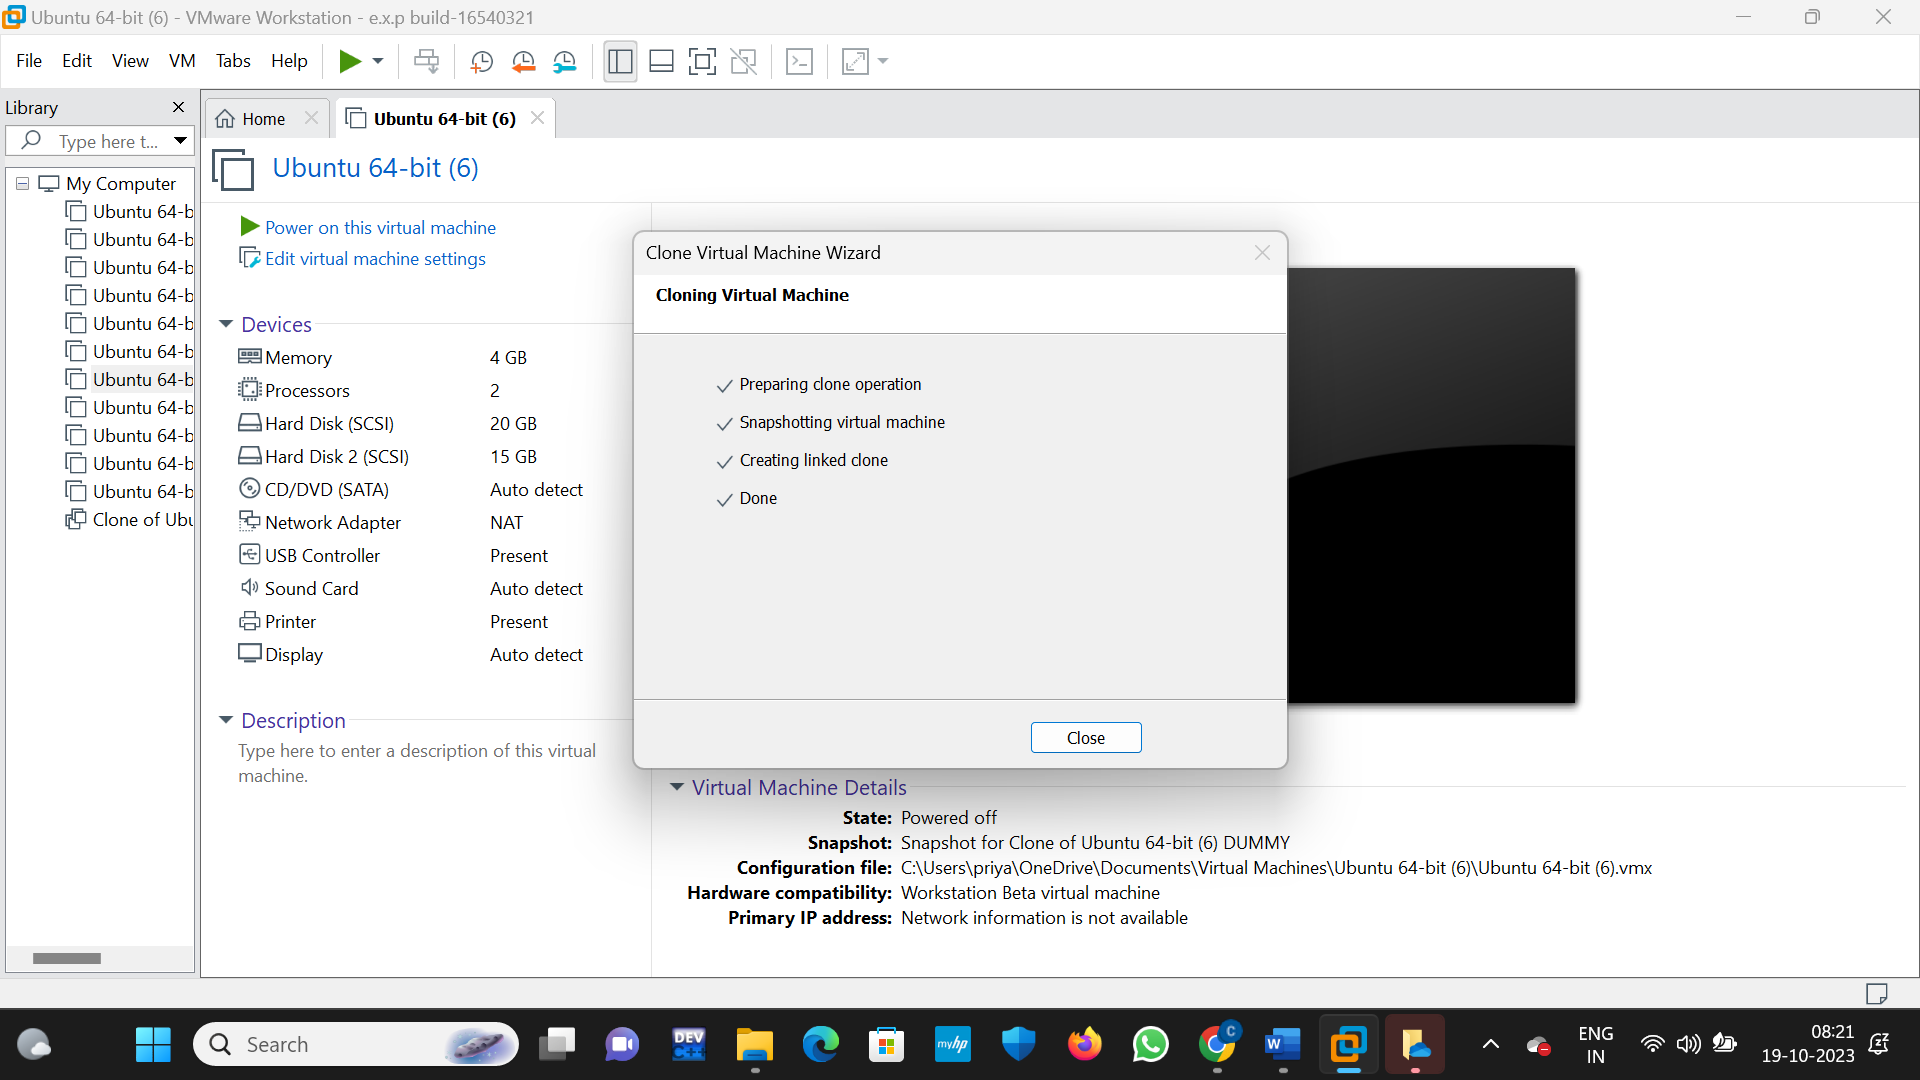 Ubuntu 64-bit (6) - VMware Workstation - e.x.p build-16540321
File Edit View VM Tabs Help
Library
Type here t...
Home
Ubuntu 64-bit (6)
My Computer
Ubuntu 64-b
Ubuntu 64-b
Ubuntu 64-b
Ubuntu 64-b
Ubuntu 64-b
Ubuntu 64-b
Ubuntu 64-b
Ubuntu 64-b
Ubuntu 64-b
Ubuntu 64-b
Ubuntu 64-b
Clone of Ubu
Ubuntu 64-bit (6)
Power on this virtual machine
Edit virtual machine settings
Devices
Memory 4 GB
Processors 2
Hard Disk (SCSI) 20 GB
Hard Disk 2 (SCSI) 15 GB
CD/DVD (SATA) Auto detect
Network Adapter NAT
USB Controller Present
Sound Card Auto detect
Printer Present
Display Auto detect
Description
Type here to enter a description of this virtual
machine.
Clone Virtual Machine Wizard
Cloning Virtual Machine
Preparing clone operation
Snapshotting virtual machine
Creating linked clone
Done
Close
Virtual Machine Details
State: Powered off
Snapshot: Snapshot for Clone of Ubuntu 64-bit (6) DUMMY
Configuration file: C:\Users\priya\OneDrive\Documents\Virtual Machines\Ubuntu 64-bit (6)\Ubuntu 64-bit (6).vmx
Hardware compatibility: Workstation Beta virtual machine
Primary IP address: Network information is not available
Search
DEV
C++
myhp
C
W
ENG
IN
08:21
19-10-2023